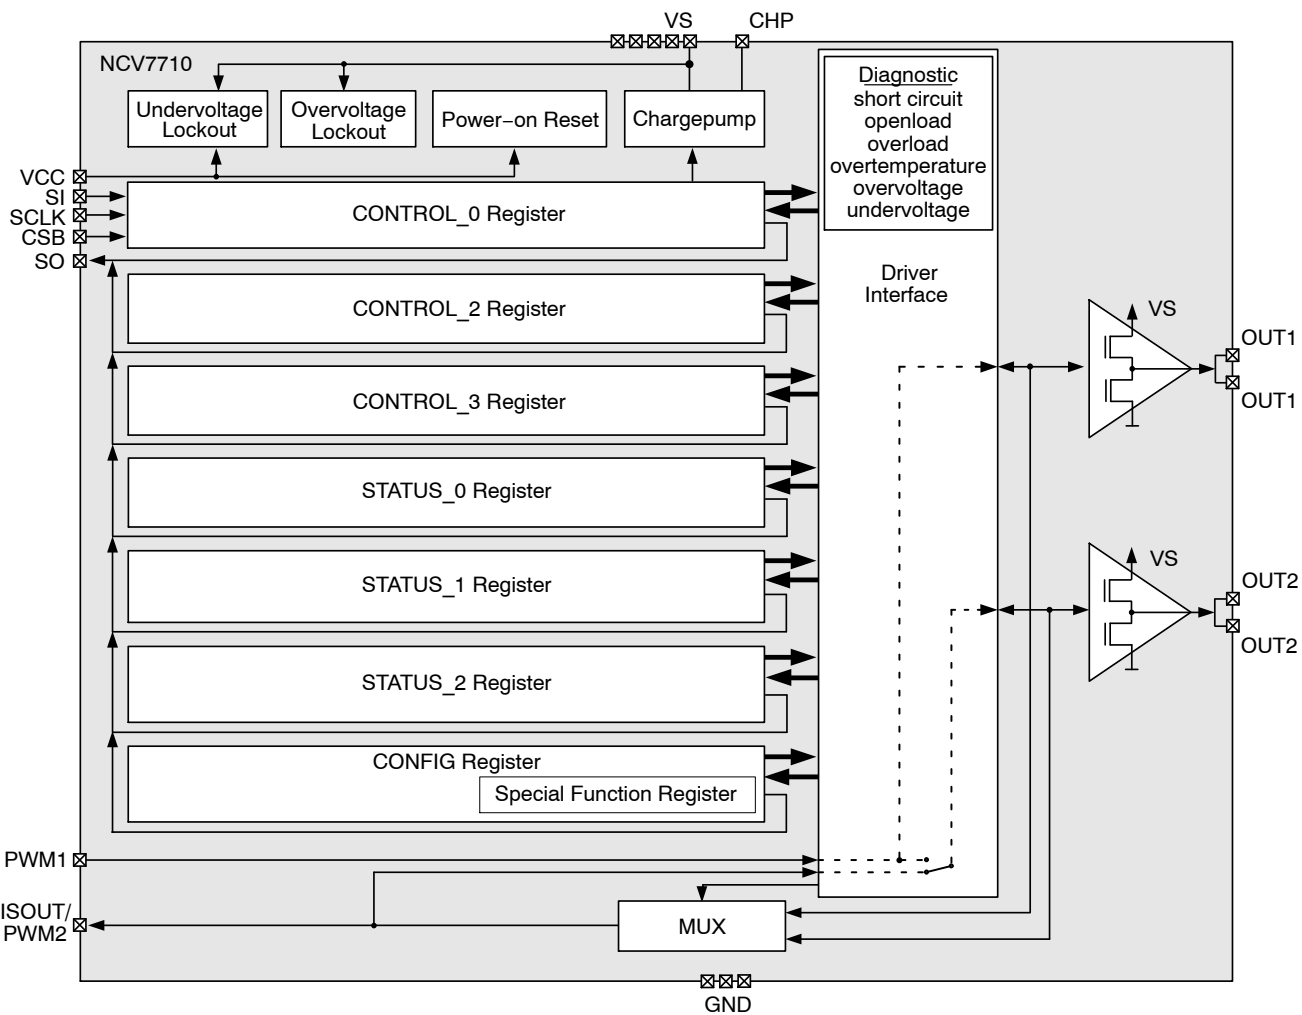 VS
CHP
NCV7710
Undervoltage
Lockout
Overvoltage
Lockout
Power−on Reset
Chargepump
Diagnostic
short circuit
openload
overload
overtemperature
overvoltage
undervoltage
VCC
SI
SCLK
CSB
SO
CONTROL_0 Register
CONTROL_2 Register
Driver
Interface
VS
OUT1
OUT1
CONTROL_3 Register
STATUS_0 Register
STATUS_1 Register
VS
OUT2
OUT2
STATUS_2 Register
CONFIG Register
Special Function Register
PWM1
ISOUT/
PWM2
MUX
GND